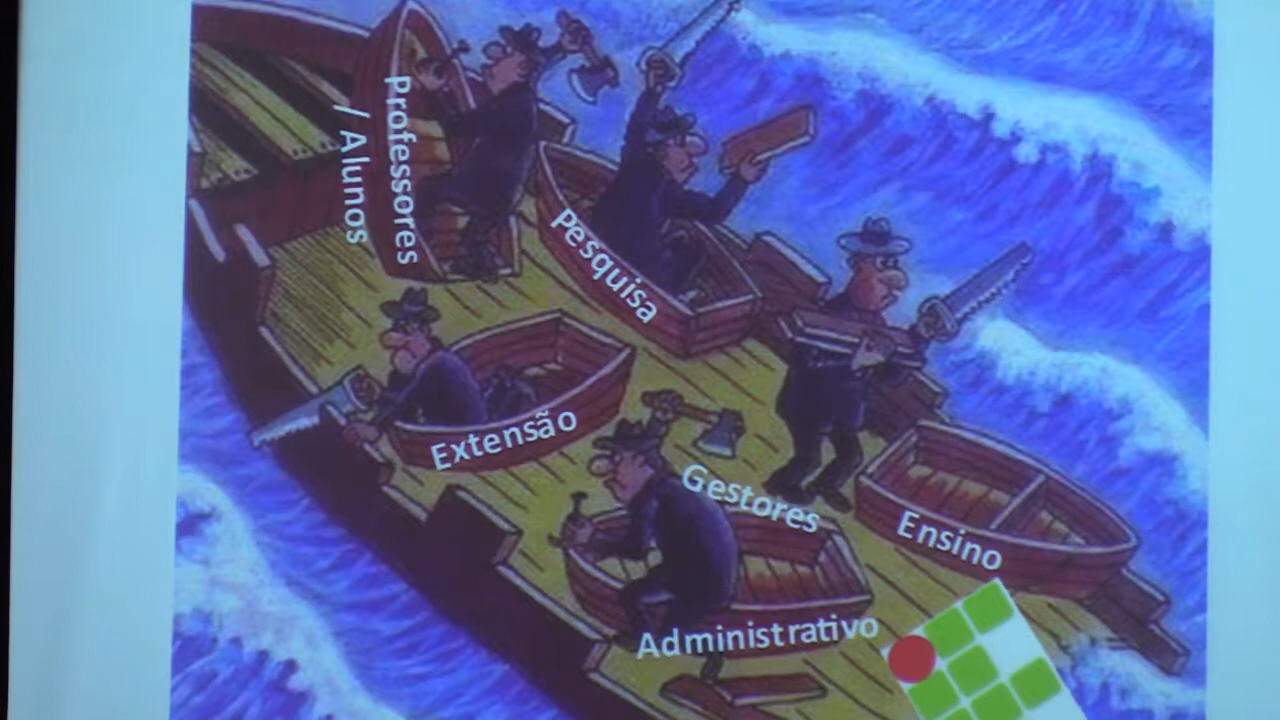 Professores
/ Alunos
Pesquisa
Extensão
Gestores
Ensino
Administrativo